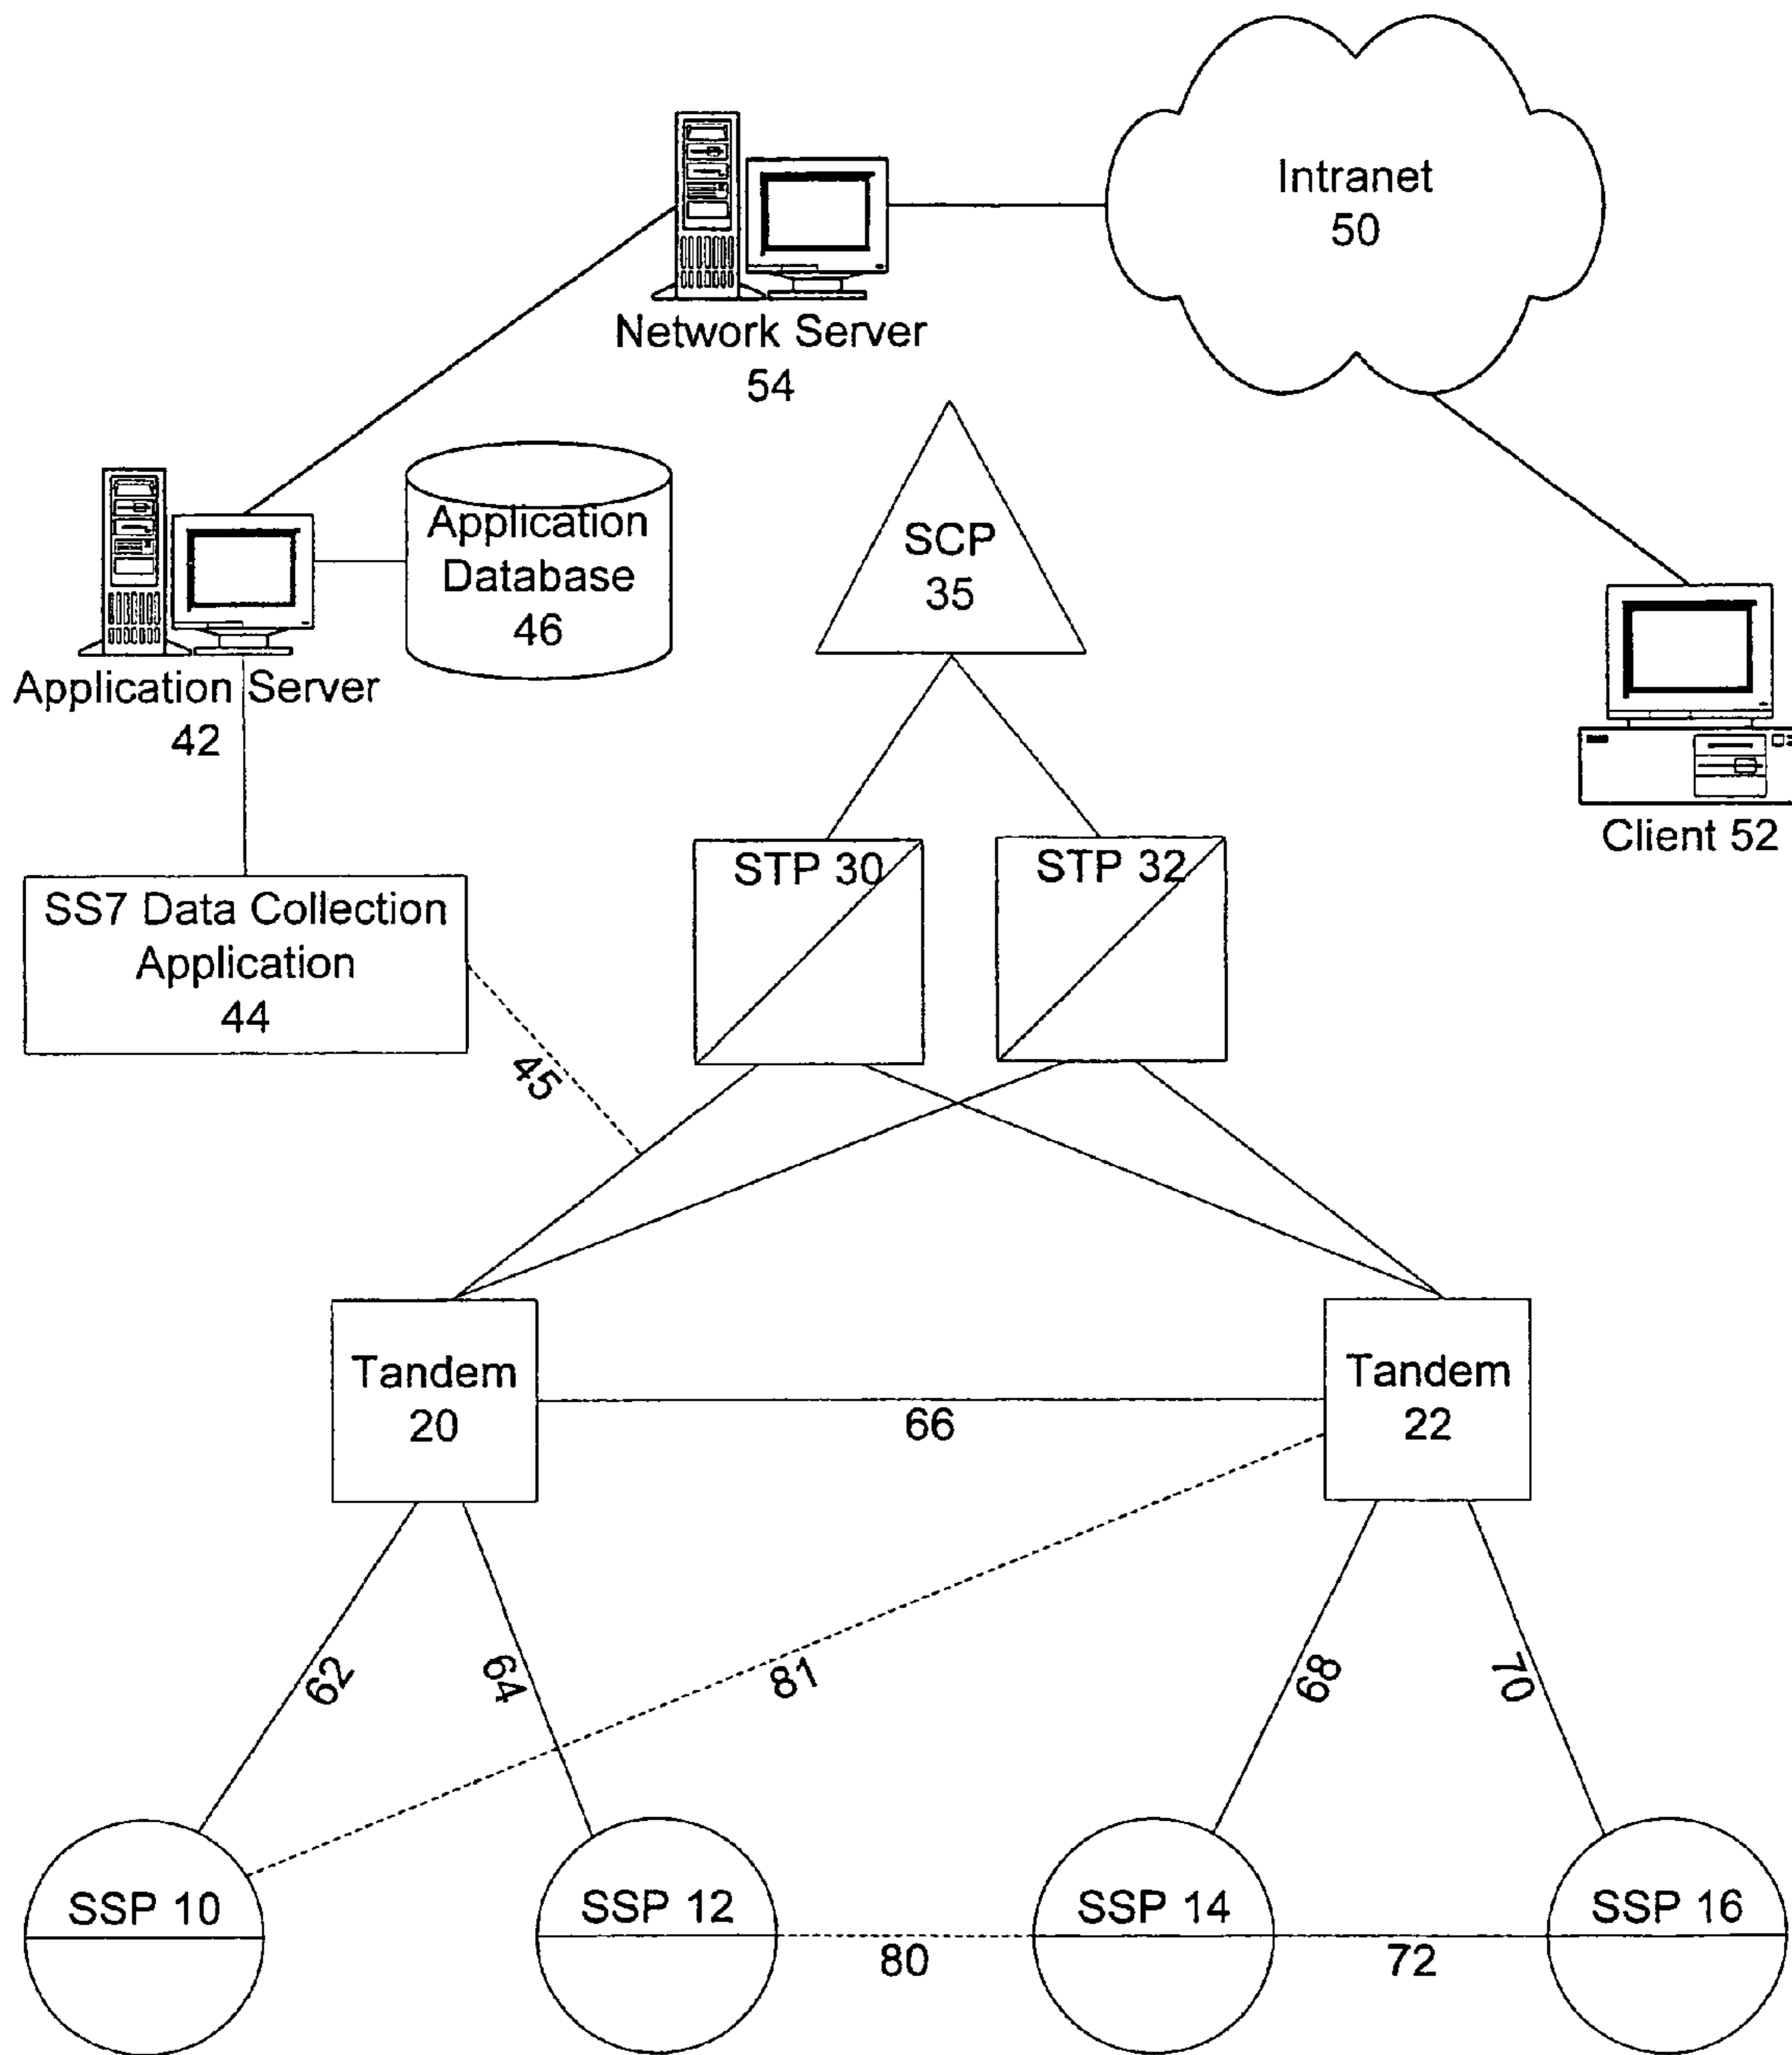 Intranet
50
Network Server
54
Application
Database
46
SCP
35
Application Server
42
Client 52
STP 30
STP 32
SS7 Data Collection
Application
44
45
Tandem
20
Tandem
22
66
62
64
81
68
70
SSP 10
SSP 12
SSP 14
SSP 16
80
72